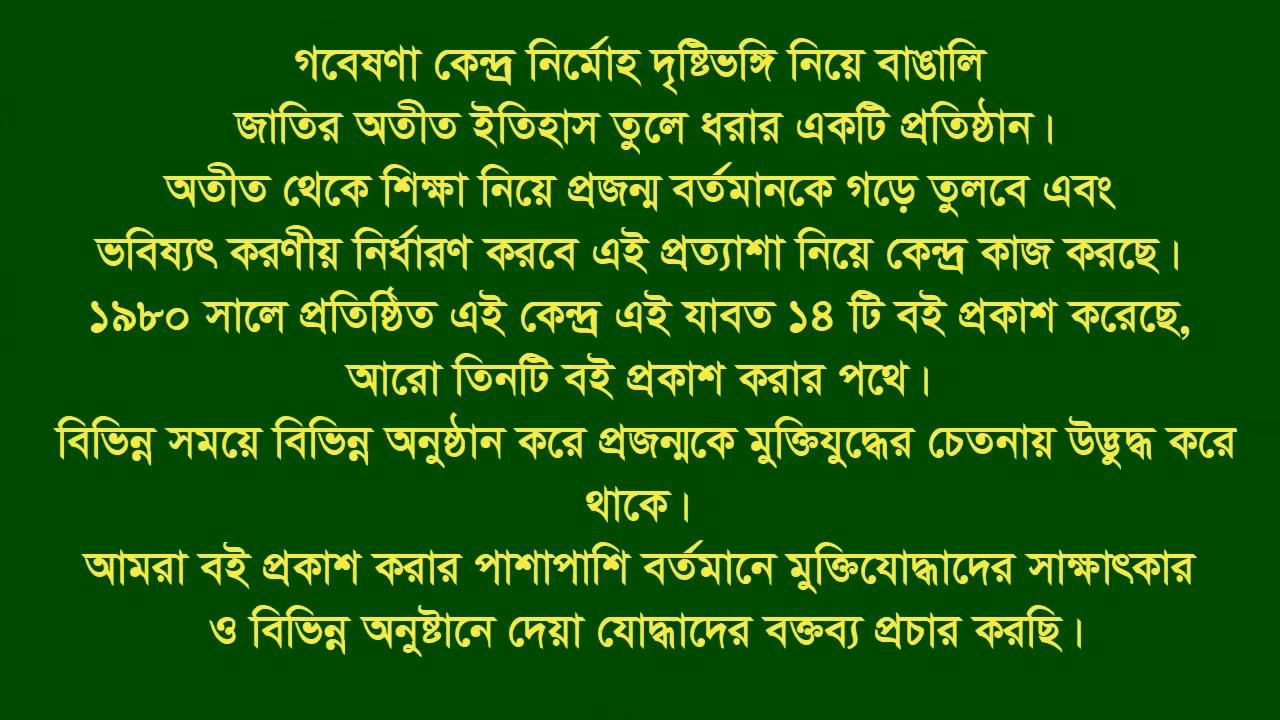 গবেষণা কেন্দ্র নির্মোহ দৃষ্টিভঙ্গি নিয়ে বাঙালি
জাতির অতীত ইতিহাস তুলে ধরার একটি প্রতিষ্ঠান।
অতীত থেকে শিক্ষা নিয়ে প্রজন্ম বর্তমানকে গড়ে তুলবে এবং
ভবিষ্যৎ করণীয় নির্ধারণ করবে এই প্রত্যাশা নিয়ে কেন্দ্র কাজ করছে।
১৯৮০ সালে প্রতিষ্ঠিত এই কেন্দ্র এই যাবত ১৪ টি বই প্রকাশ করেছে,
আরো তিনটি বই প্রকাশ করার পথে।
বিভিন্ন সময়ে বিভিন্ন অনুষ্ঠান করে প্রজন্মকে মুক্তিযুদ্ধের চেতনায় উদ্ভুদ্ধ করে
থাকে।
আমরা বই প্রকাশ করার পাশাপাশি বর্তমানে মুক্তিযোদ্ধাদের সাক্ষাৎকার
ও বিভিন্ন অনুষ্টানে দেয়া যোদ্ধাদের বক্তব্য প্রচার করছি।